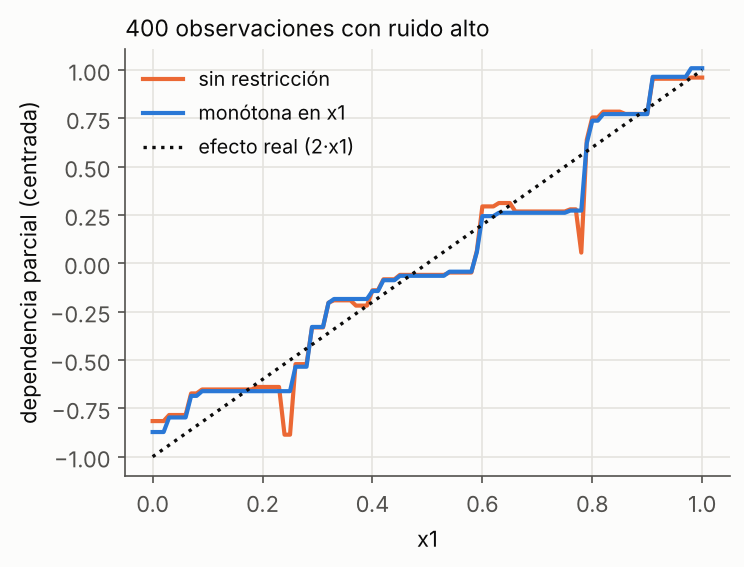 400 observaciones con ruido alto
sin restricción
monótona en x1
efecto real (2·x1)
dependencia parcial (centrada)
1.00
0.75
0.50
0.25
0.00
−0.25
−0.50
−0.75
−1.00
0.0 0.2 0.4 0.6 0.8 1.0
x1